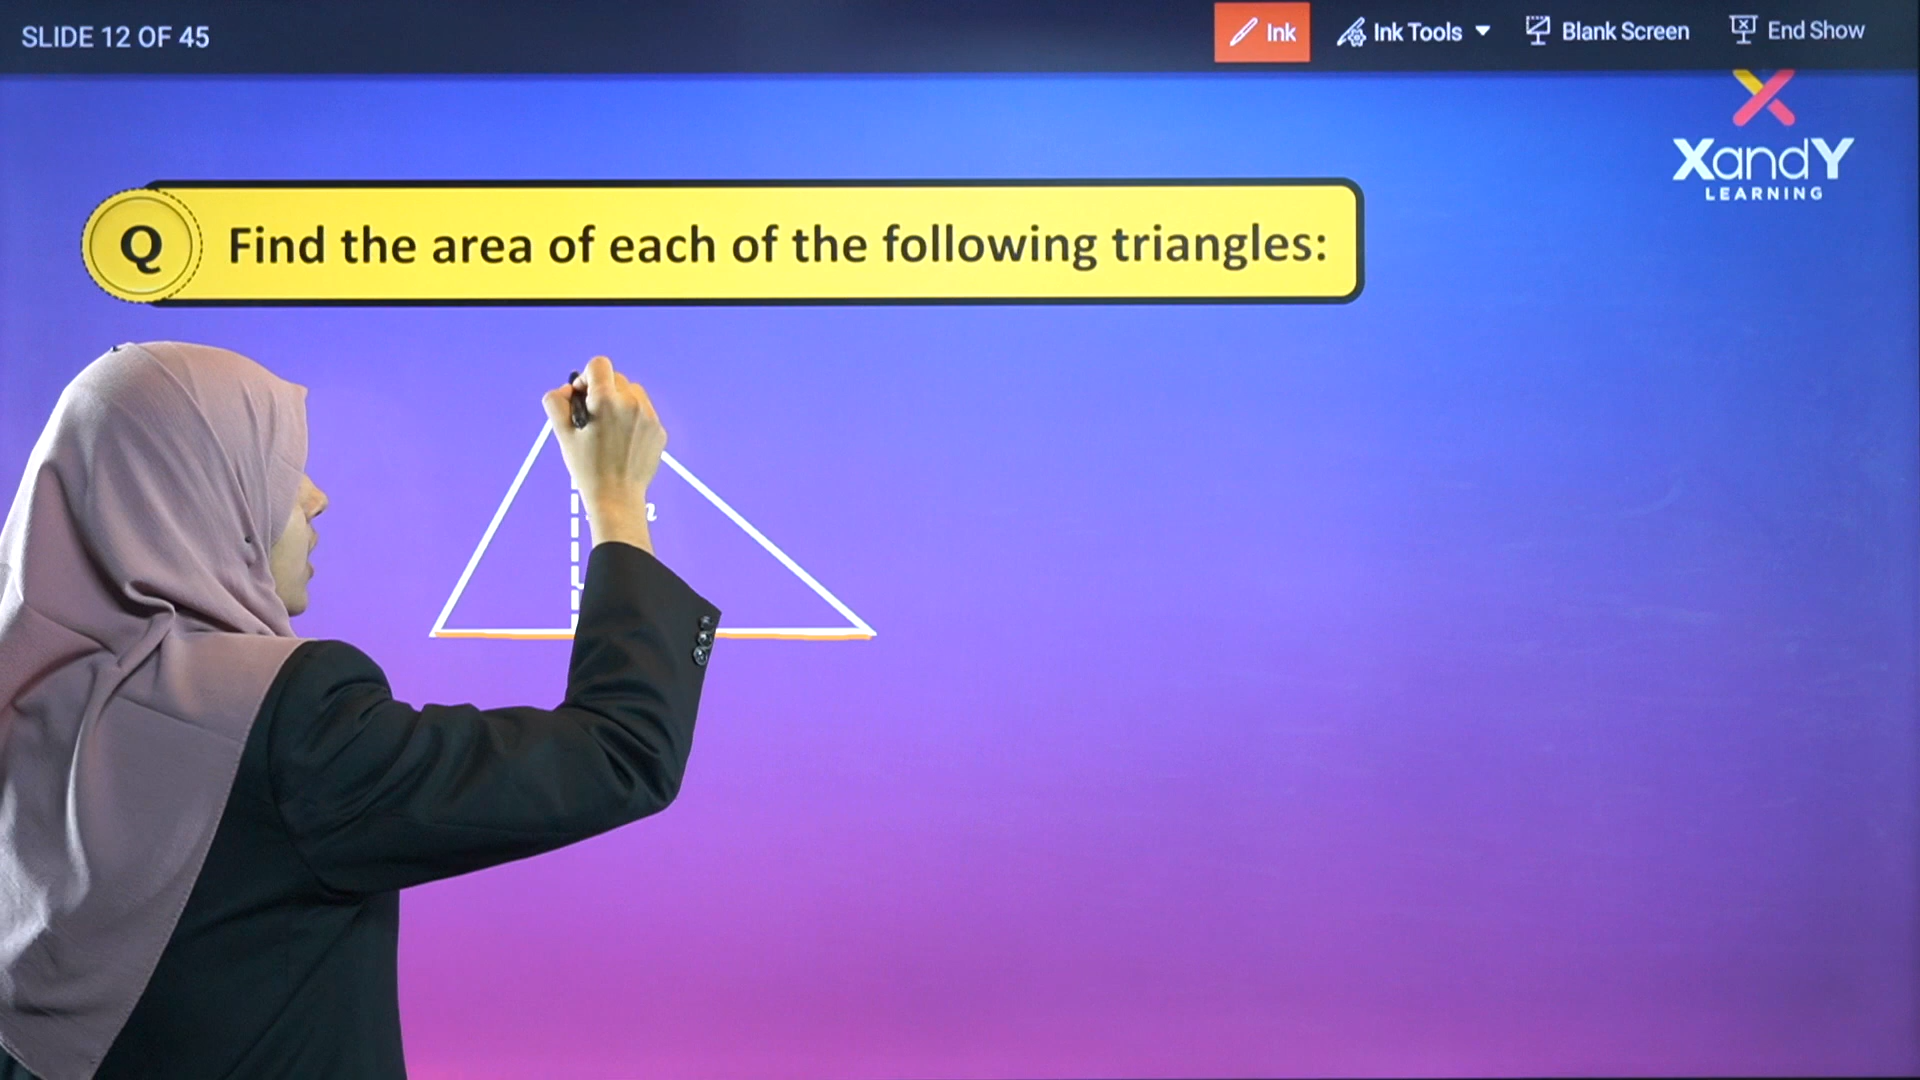 SLIDE 12 OF 45
Ink
Ink Tools
Blank Screen
End Show
XandY
LEARNING
Q
Find the area of each of the following triangles: